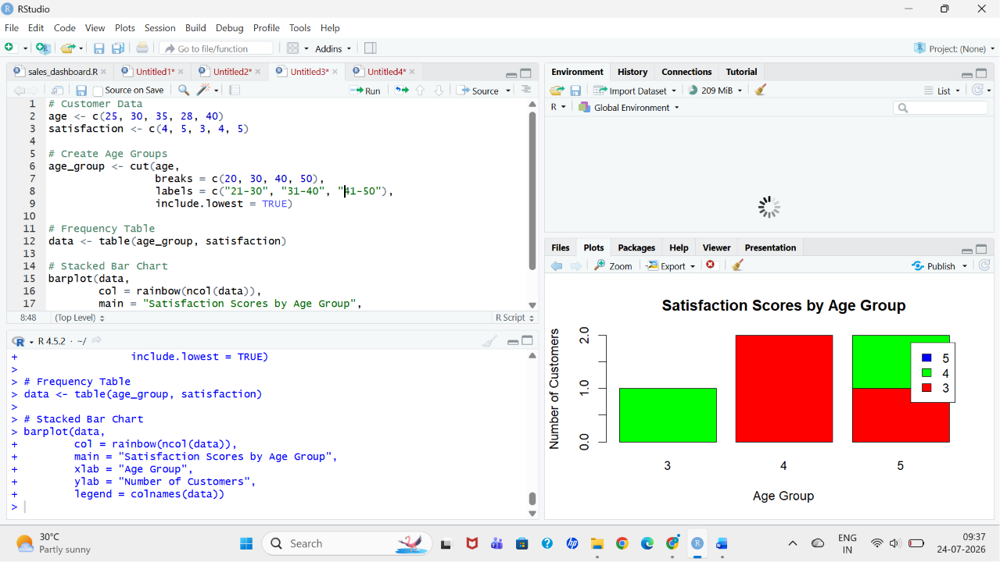 RStudio
File Edit Code View Plots Session Build Debug Profile Tools Help
Go to file/function Addins Project: (None)
sales_dashboard.R Untitled1* Untitled2* Untitled3* Untitled4*
Source on Save Run Source
1 # Customer Data
2 age <- c(25, 30, 35, 28, 40)
3 satisfaction <- c(4, 5, 3, 4, 5)
4
5 # Create Age Groups
6 age_group <- cut(age,
7 breaks = c(20, 30, 40, 50),
8 labels = c("21-30", "31-40", "41-50"),
9 include.lowest = TRUE)
10
11 # Frequency Table
12 data <- table(age_group, satisfaction)
13
14 # Stacked Bar Chart
15 barplot(data,
16 col = rainbow(ncol(data)),
17 main = "Satisfaction Scores by Age Group",
8:48 (Top Level) R Script
R 4.5.2 · ~/
+ include.lowest = TRUE)
>
> # Frequency Table
> data <- table(age_group, satisfaction)
>
> # Stacked Bar Chart
> barplot(data,
+ col = rainbow(ncol(data)),
+ main = "Satisfaction Scores by Age Group",
+ xlab = "Age Group",
+ ylab = "Number of Customers",
+ legend = colnames(data))
>
Environment History Connections Tutorial
Import Dataset 209 MiB List
R Global Environment
Files Plots Packages Help Viewer Presentation
Zoom Export Publish
Satisfaction Scores by Age Group
Number of Customers
2.0
1.0
0.0
5
4
3
3 4 5
Age Group
30°C
Partly sunny
Search
ENG
IN
09:37
24-07-2026